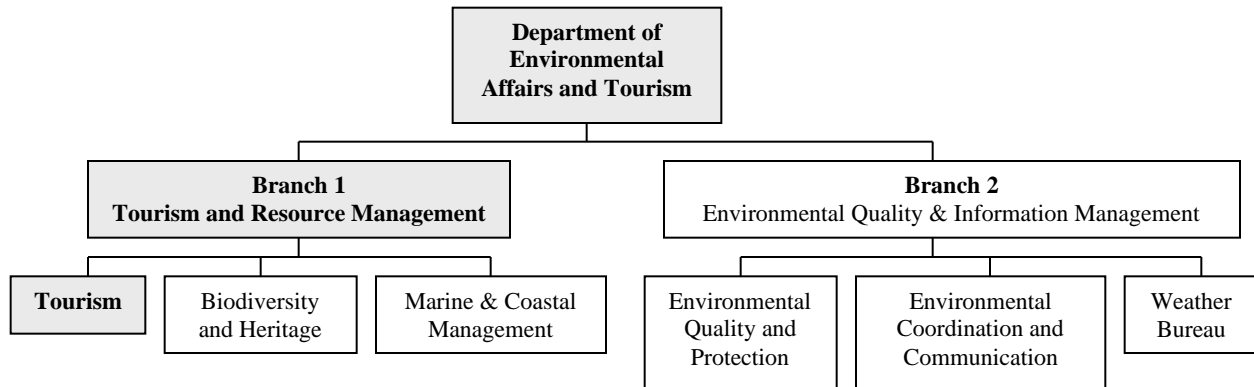 Department of
Environmental
Affairs and Tourism
Branch 1
Tourism and Resource Management
Branch 2
Environmental Quality & Information Management
Tourism
Biodiversity
and Heritage
Marine & Coastal
Management
Environmental
Quality and
Protection
Environmental
Coordination and
Communication
Weather
Bureau